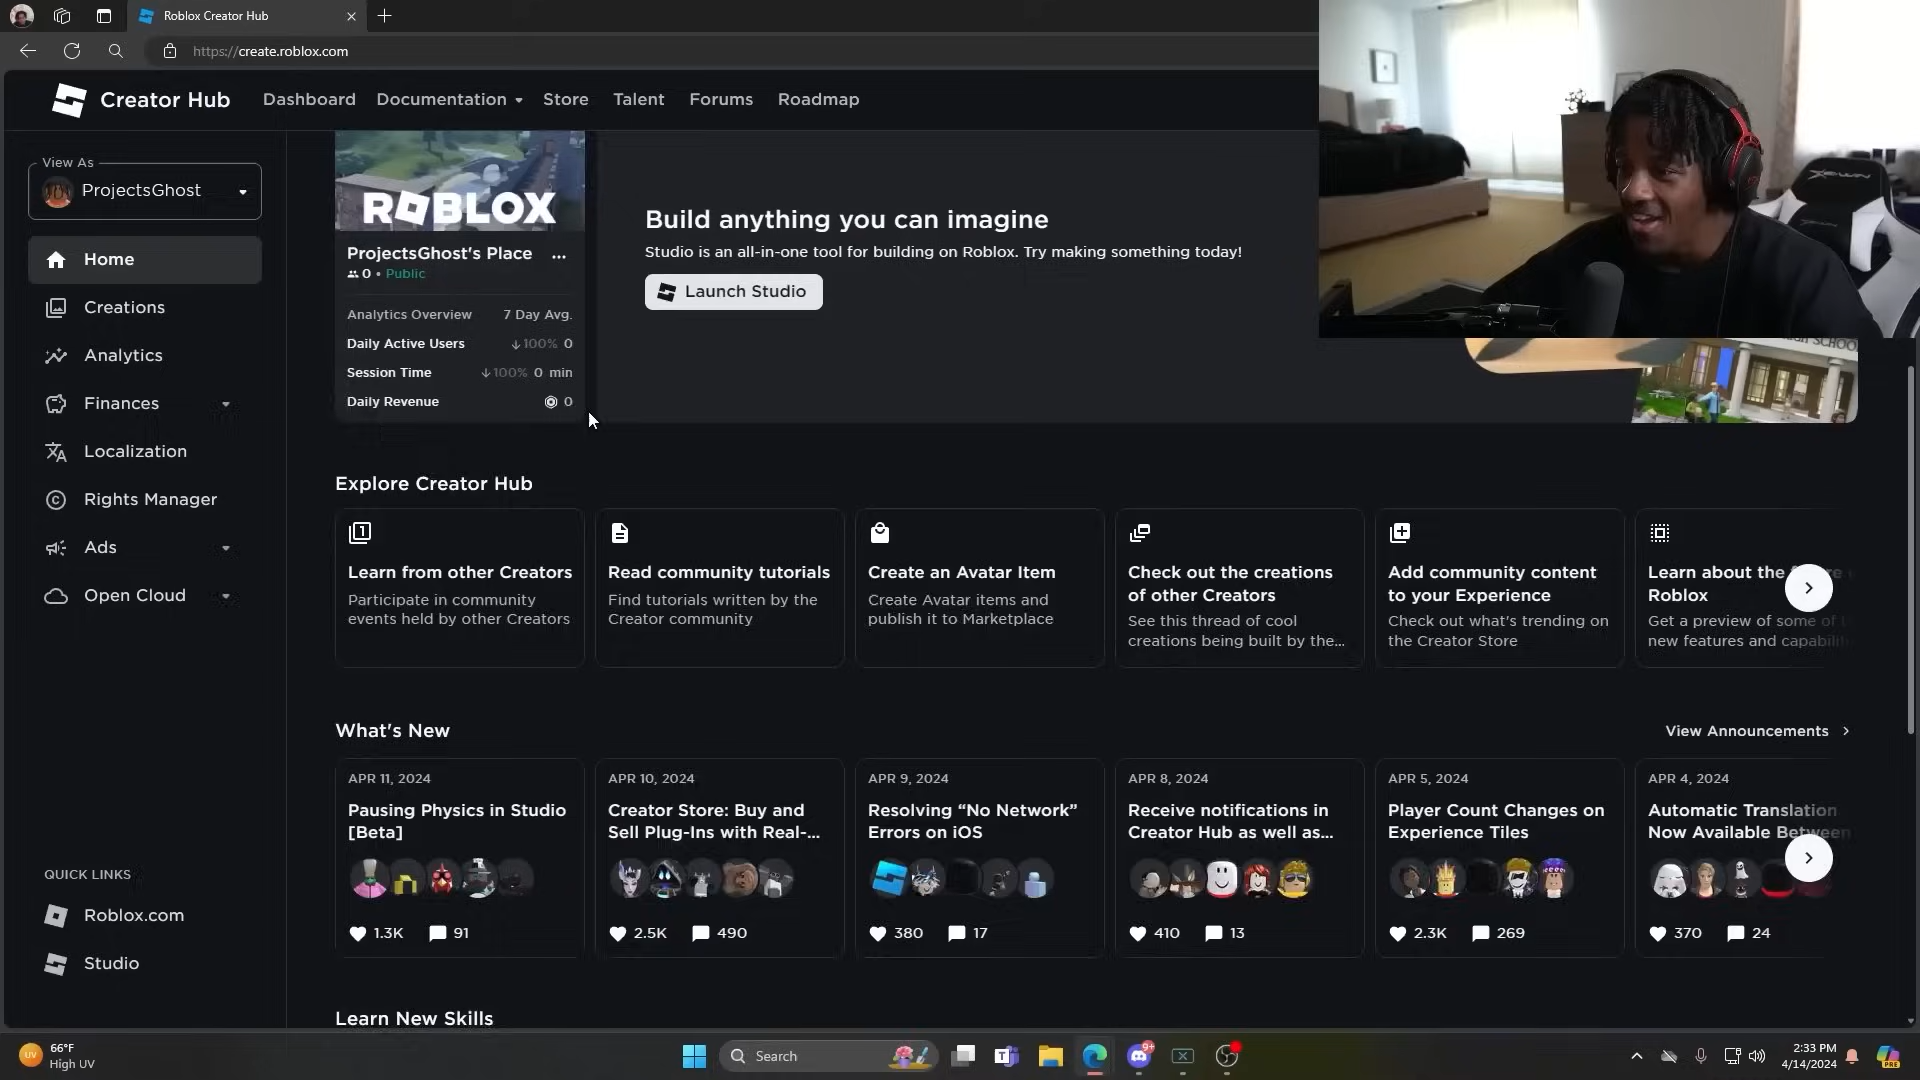 Roblox Creator Hub
https://create.roblox.com
Creator Hub
Dashboard
Documentation
Store
Talent
Forums
Roadmap
View As
ProjectsGhost
Home
Creations
Analytics
Finances
Localization
Rights Manager
Ads
Open Cloud
QUICK LINKS
Roblox.com
Studio
ROBLOX
ProjectsGhost's Place
0 • Public
Analytics Overview 7 Day Avg.
Daily Active Users 100% 0
Session Time 100% 0 min
Daily Revenue 0
Build anything you can imagine
Studio is an all-in-one tool for building on Roblox. Try making something today!
Launch Studio
SCHOOL
Explore Creator Hub
Learn from other Creators
Participate in community
events held by other Creators
Read community tutorials
Find tutorials written by the
Creator community
Create an Avatar Item
Create Avatar items and
publish it to Marketplace
Check out the creations
of other Creators
See this thread of cool
creations being built by the...
Add community content
to your Experience
Check out what's trending on
the Creator Store
Learn about the
Roblox
Get a preview of some of
new features and
What's New
View Announcements
APR 11, 2024
Pausing Physics in Studio
[Beta]
1.3K 91
APR 10, 2024
Creator Store: Buy and
Sell Plug-Ins with Real-...
2.5K 490
APR 9, 2024
Resolving “No Network”
Errors on iOS
380 17
APR 8, 2024
Receive notifications in
Creator Hub as well as...
410 13
APR 5, 2024
Player Count Changes on
Experience Tiles
2.3K 269
APR 4, 2024
Automatic Translation
Now Available Between
370 24
Learn New Skills
UV
66°F
High UV
Search
9+
2:33 PM
4/14/2024
PRE